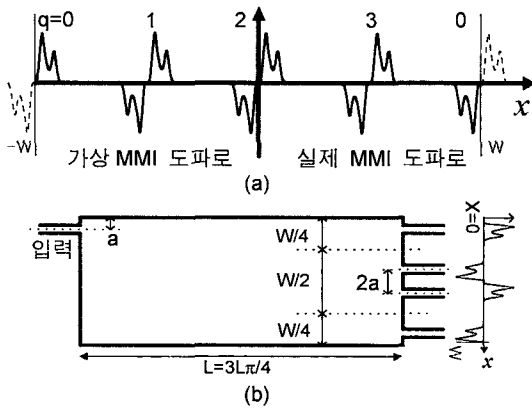 q=0 1 2 3 0
x
-W W
가상 MMI 도파로 실제 MMI 도파로
(a)
입력
a
W/4
W/2
W/4
2a
X=0
W
x
L=3Lπ/4
(b)